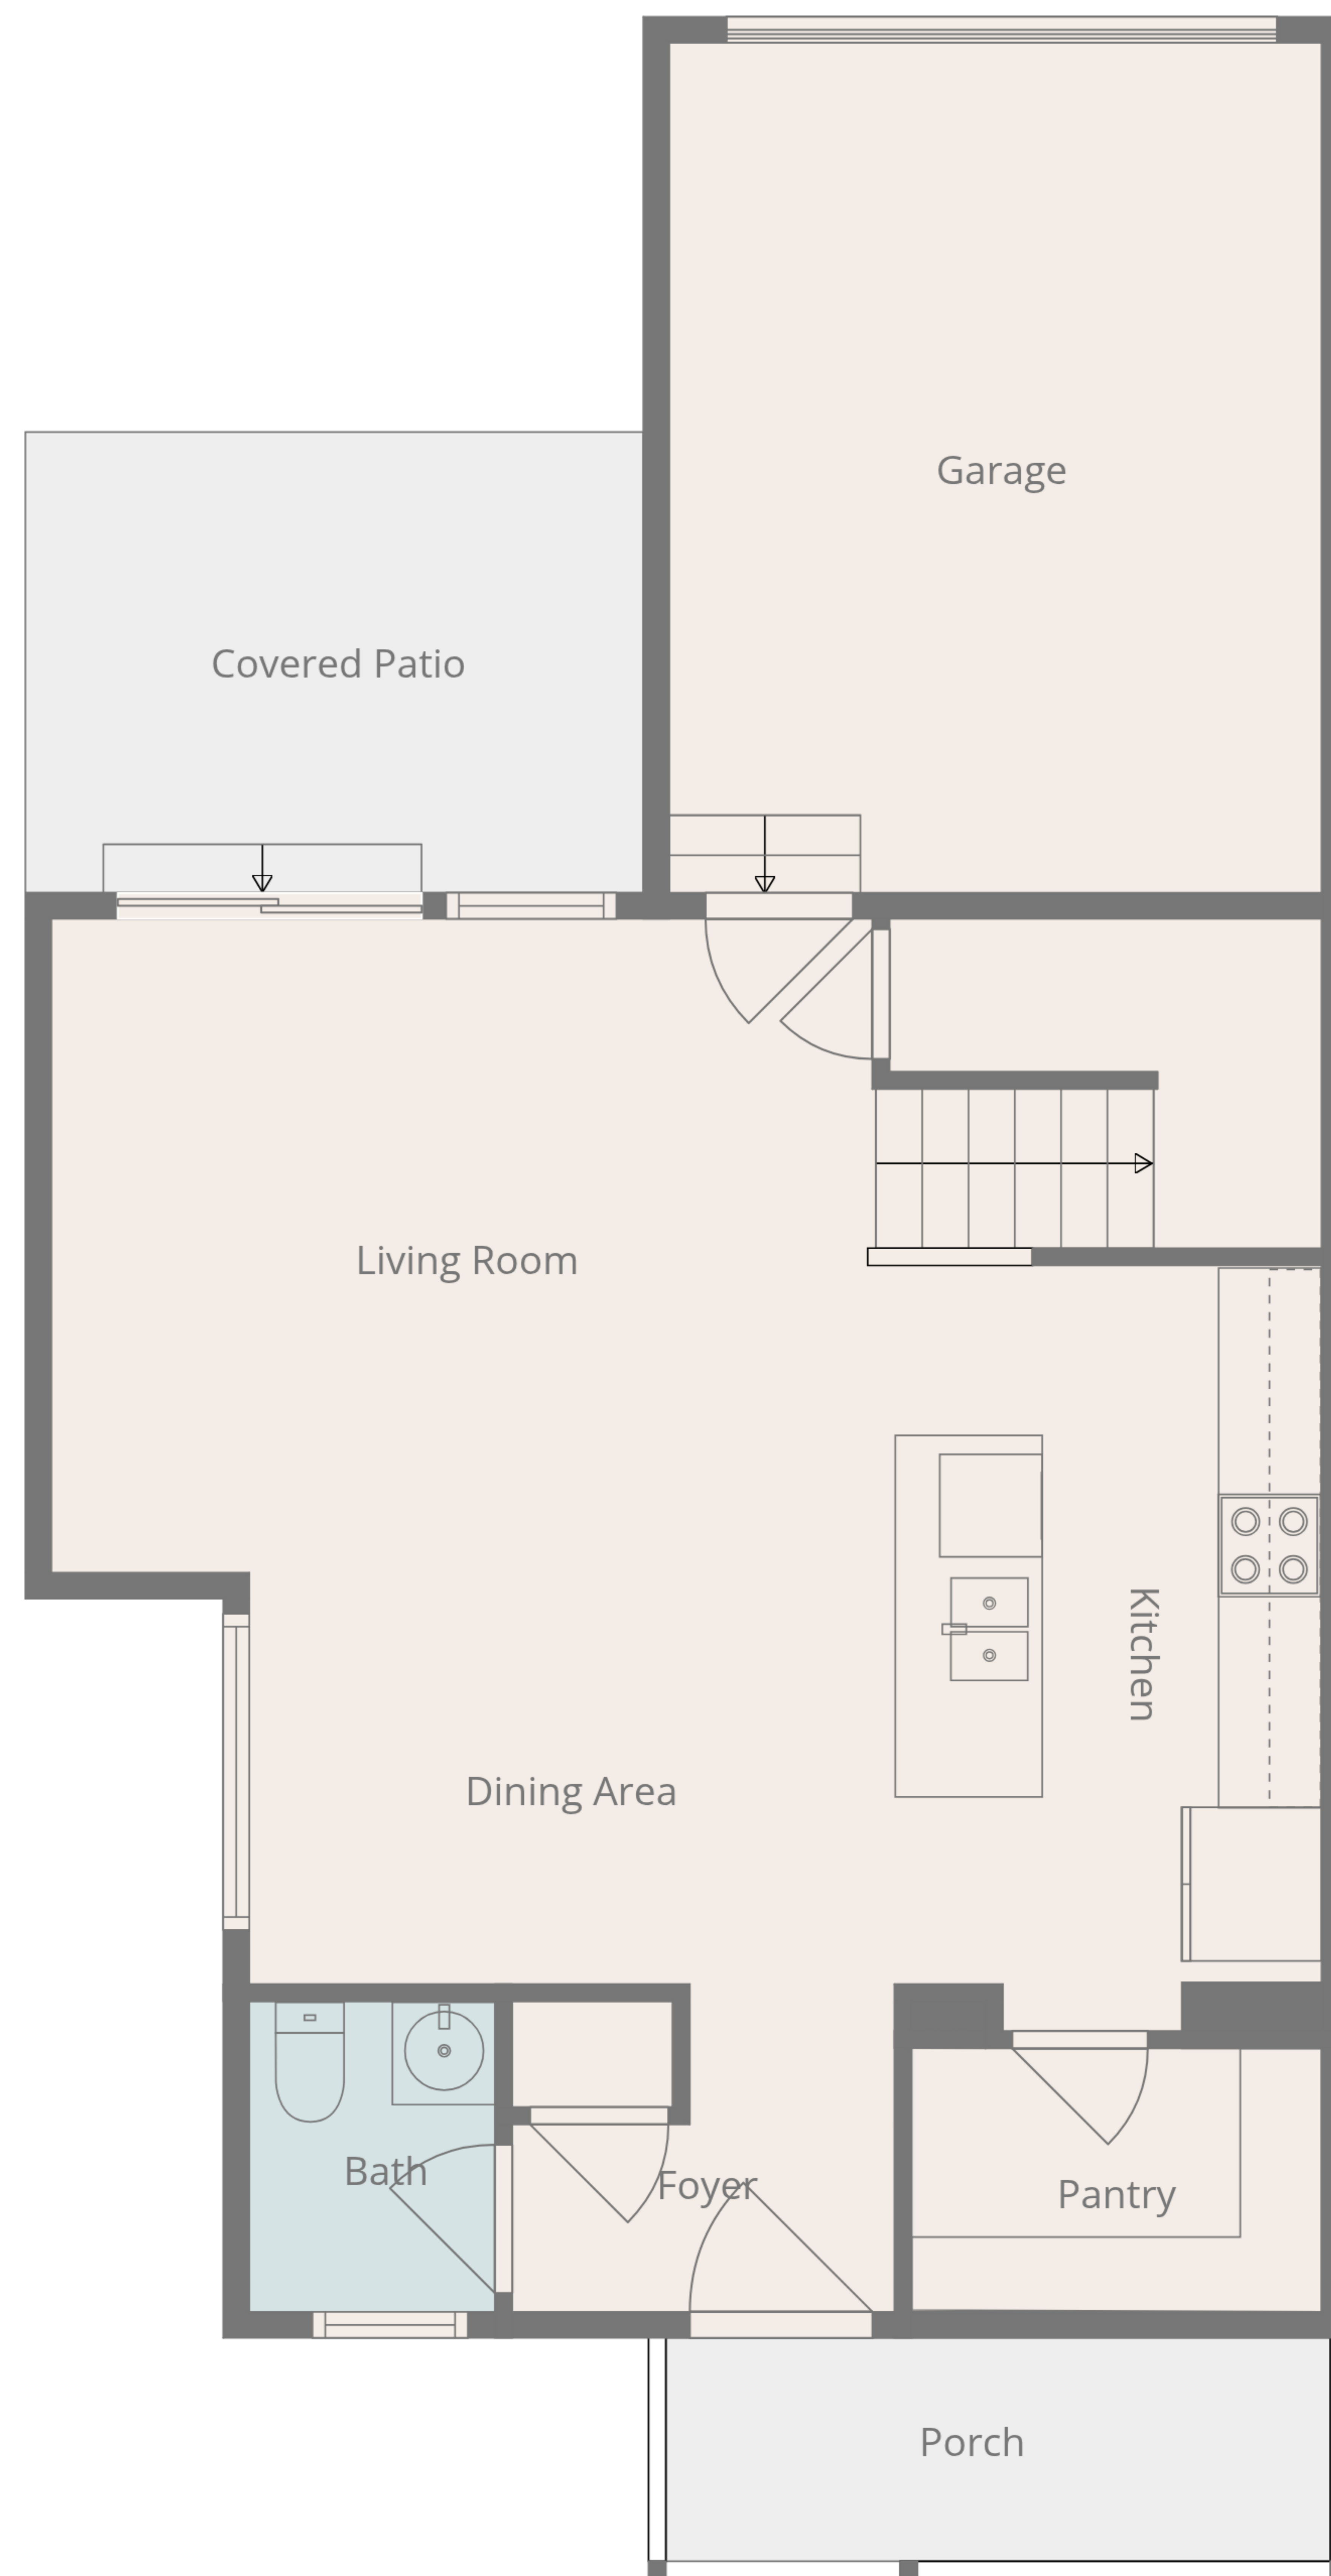 Garage
Covered Patio
Living Room
Kitchen
Dining Area
Bath
Foyer
Pantry
Porch